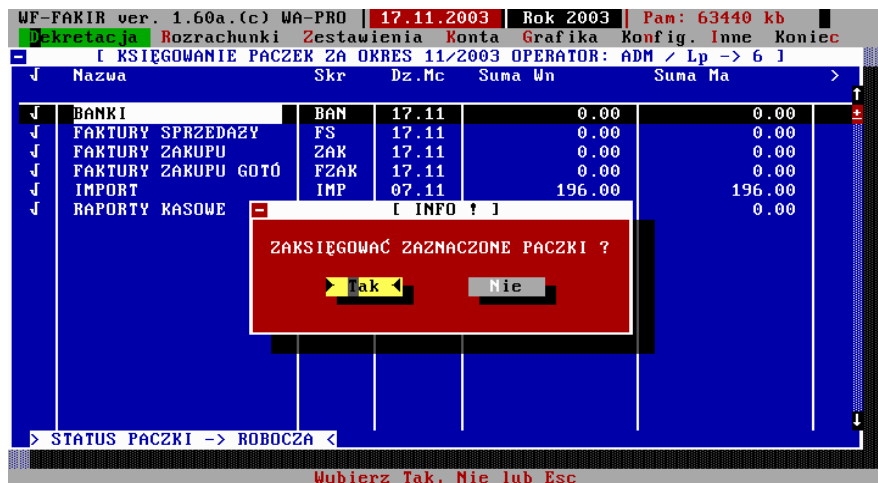 WF-FAKIR ver. 1.60a.(c) WA-PRO | 17.11.2003 | Rok 2003 | Pam: 63440 kb
Dekretacja Rozrachunki Zestawienia Konta Grafika Konfig. Inne Koniec
[ KSIĘGOWANIE PACZEK ZA OKRES 11/2003 OPERATOR: ADM / Lp -> 6 ]
√ Nazwa Skr Dz.Mc Suma Wn Suma Ma >
√ BANKI BAN 17.11 0.00 0.00
√ FAKTURY SPRZEDAŻY FS 17.11 0.00 0.00
√ FAKTURY ZAKUPU ZAK 17.11 0.00 0.00
√ FAKTURY ZAKUPU GOTÓ FZAK 17.11 0.00 0.00
√ IMPORT IMP 07.11 196.00 196.00
√ RAPORTY KASOWE 0.00
[ INFO ! ]
ZAKSIĘGOWAĆ ZAZNACZONE PACZKI ?
Tak Nie
> STATUS PACZKI -> ROBOCZA <
Wybierz Tak, Nie lub Esc